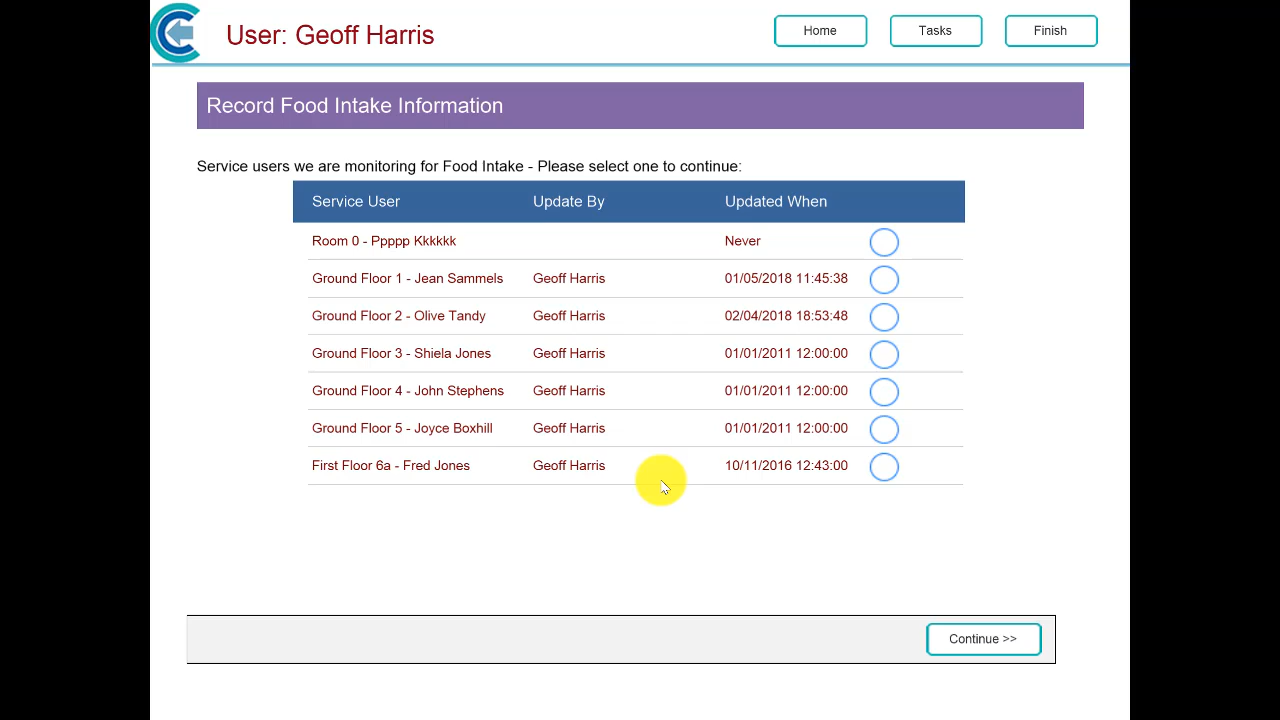 User: Geoff Harris
Home
Tasks
Finish
Record Food Intake Information
Service users we are monitoring for Food Intake - Please select one to continue:
Service User Update By Updated When
Room 0 - Ppppp Kkkkkk Never
Ground Floor 1 - Jean Sammels Geoff Harris 01/05/2018 11:45:38
Ground Floor 2 - Olive Tandy Geoff Harris 02/04/2018 18:53:48
Ground Floor 3 - Shiela Jones Geoff Harris 01/01/2011 12:00:00
Ground Floor 4 - John Stephens Geoff Harris 01/01/2011 12:00:00
Ground Floor 5 - Joyce Boxhill Geoff Harris 01/01/2011 12:00:00
First Floor 6a - Fred Jones Geoff Harris 10/11/2016 12:43:00
Continue >>